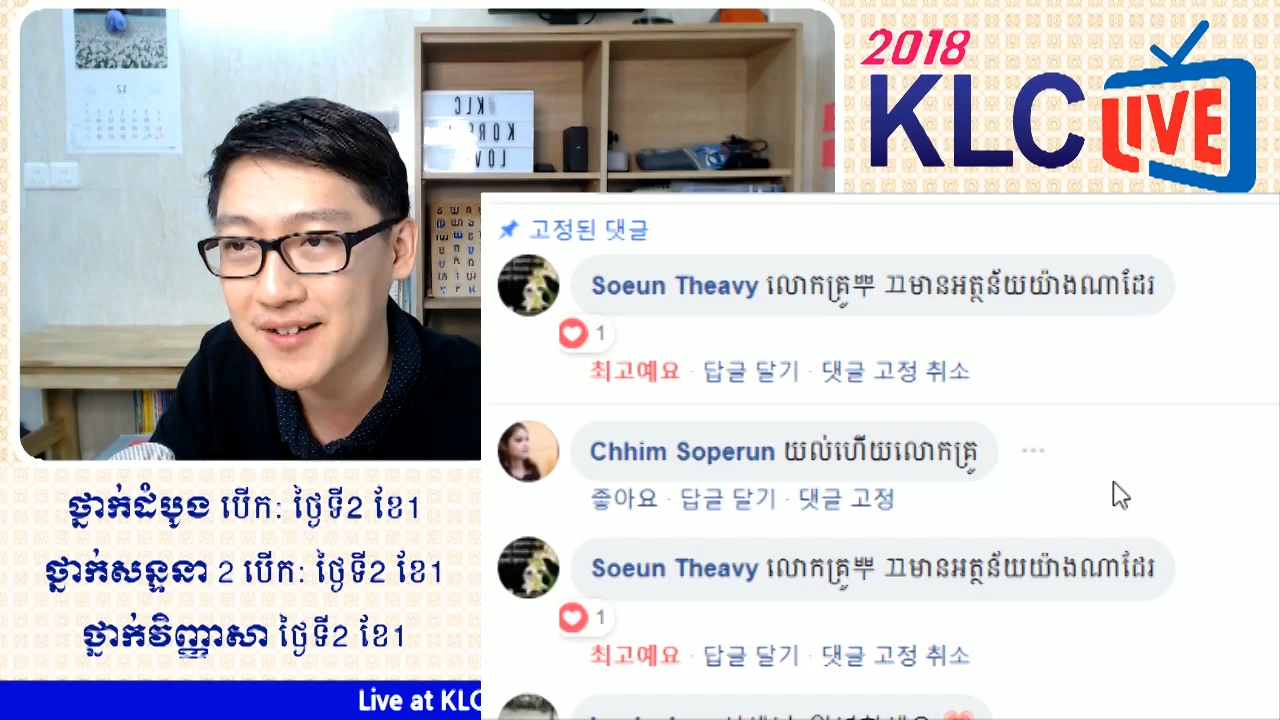 2018
KLC LIVE
고정된 댓글
Soeun Theavy លោកគ្រូ뿌 끄មានអត្ថន័យយ៉ាងណាដែរ
1
최고예요 · 답글 달기 · 댓글 고정 취소
Chhim Soperun យល់ហើយលោកគ្រូ
좋아요 · 답글 달기 · 댓글 고정
Soeun Theavy លោកគ្រូ뿌 끄មានអត្ថន័យយ៉ាងណាដែរ
1
최고예요 · 답글 달기 · 댓글 고정 취소
ថ្នាក់ដំបូង បើក: ថ្ងៃទី2 ខែ1
ថ្នាក់សន្ទនា 2 បើក: ថ្ងៃទី2 ខែ1
ថ្នាក់វិញ្ញាសា ថ្ងៃទី2 ខែ1
Live at KLC